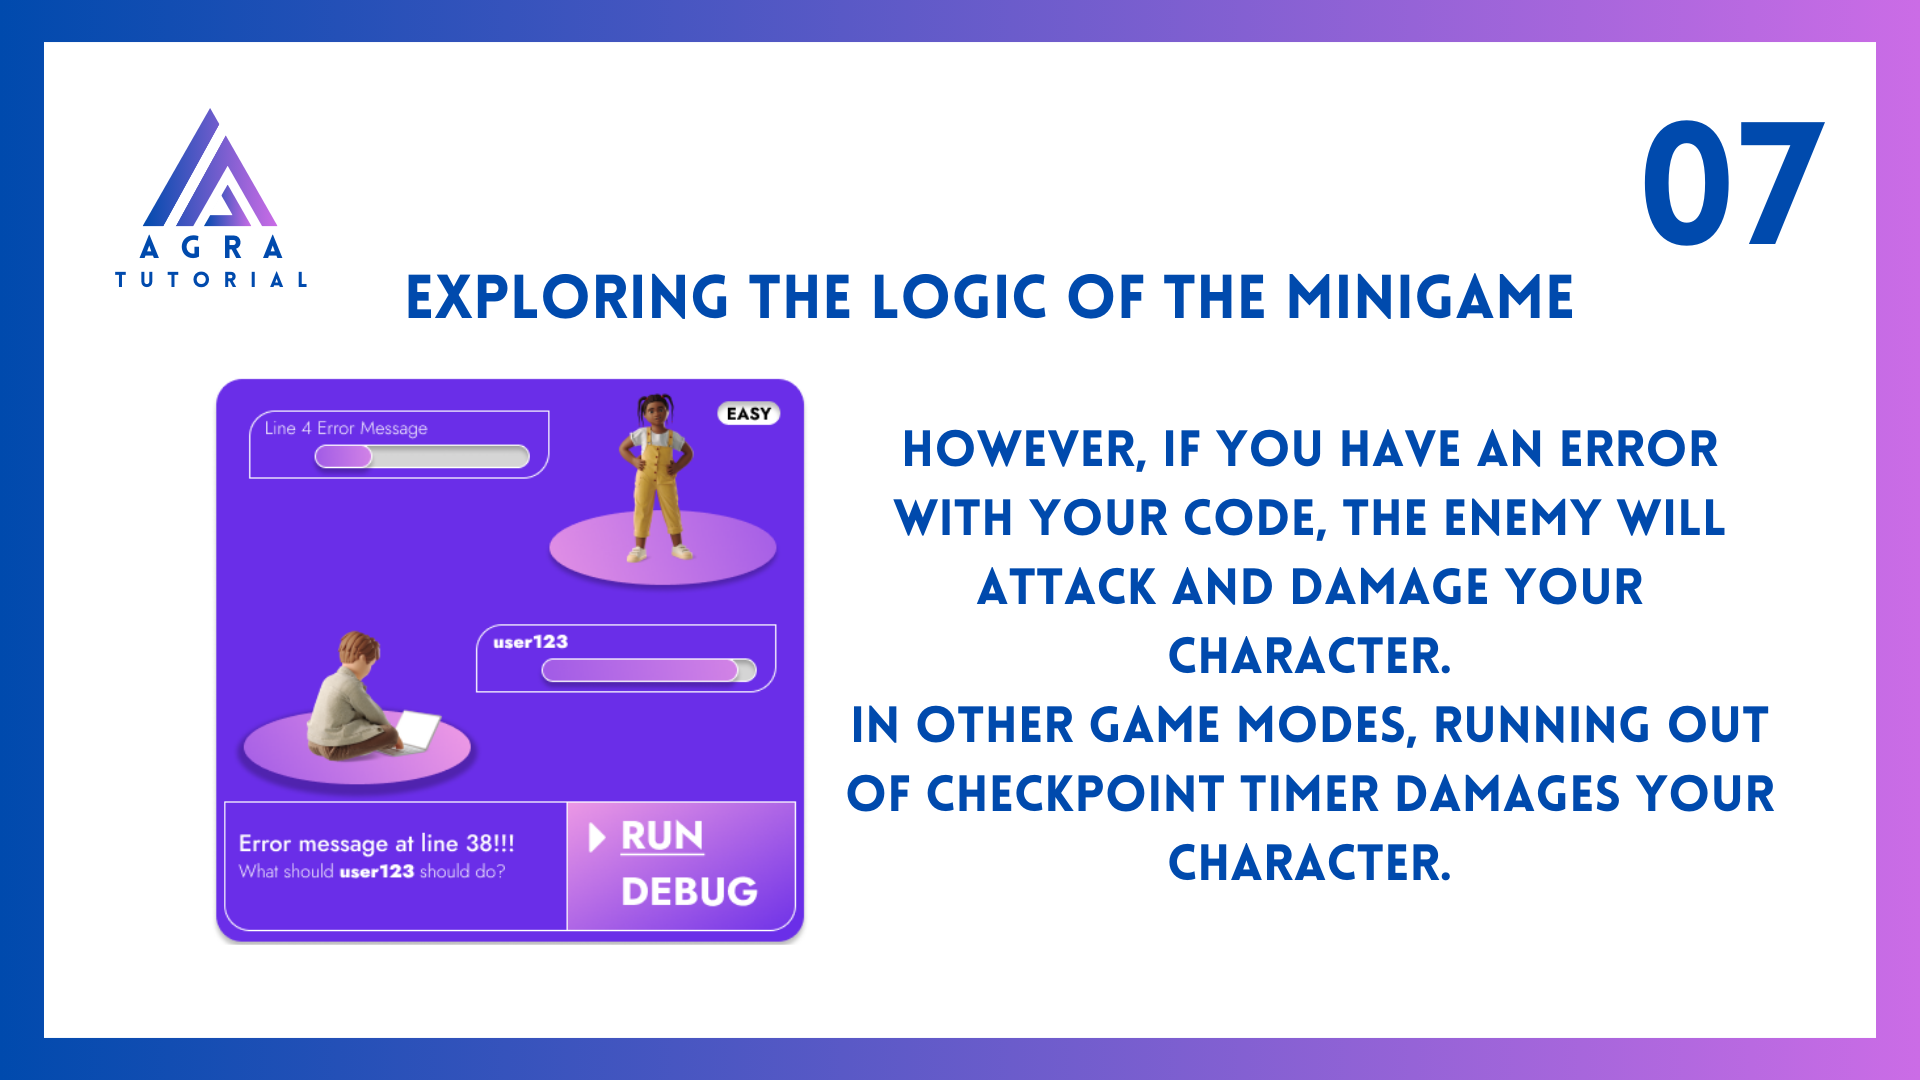 AGRA
TUTORIAL
07
EXPLORING THE LOGIC OF THE MINIGAME
Line 4 Error Message
EASY
user123
Error message at line 38!!!
What should user123 should do?
RUN
DEBUG
HOWEVER, IF YOU HAVE AN ERROR
WITH YOUR CODE, THE ENEMY WILL
ATTACK AND DAMAGE YOUR
CHARACTER.
IN OTHER GAME MODES, RUNNING OUT
OF CHECKPOINT TIMER DAMAGES YOUR
CHARACTER.